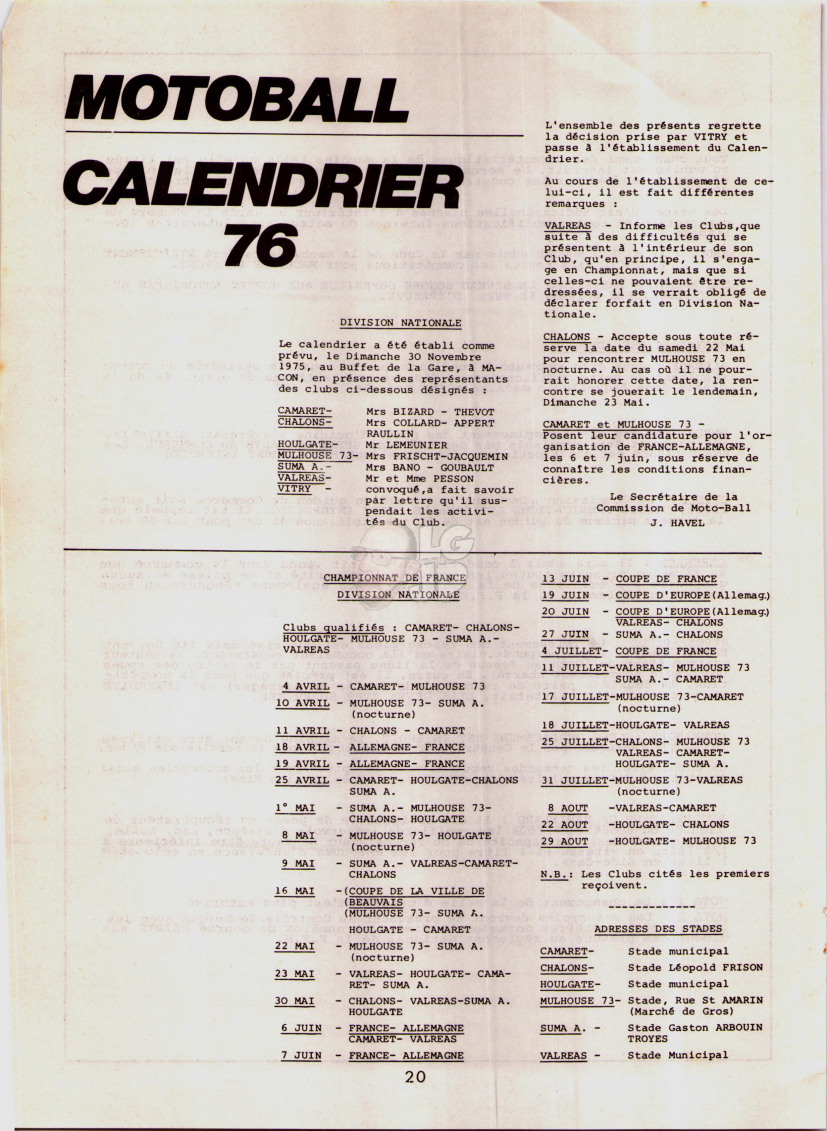 MOTOBALL
CALENDRIER
76
DIVISION NATIONALE
Le calendrier a été établi comme
prévu, le Dimanche 30 Novembre
1975, au Buffet de la Gare, à MA-
CON, en présence des représentants
des clubs ci-dessous désignés :
CAMARET- Mrs BIZARD - THEVOT
CHALONS- Mrs COLLARD- APPERT
RAULLIN
HOULGATE- Mr LEMEUNIER
MULHOUSE 73- Mrs FRISCHT-JACQUEMIN
SUMA A.- Mrs BANO - GOUBAULT
VALREAS- Mr et Mme PESSON
VITRY - convoqué,a fait savoir
par lettre qu'il sus-
pendait les activi-
tés du Club.
L'ensemble des présents regrette
la décision prise par VITRY et
passe à l'établissement du Calen-
drier.
Au cours de l'établissement de ce-
lui-ci, il est fait différentes
remarques :
VALREAS - Informe les Clubs,que
suite à des difficultés qui se
présentent à l'intérieur de son
Club, qu'en principe, il s'enga-
ge en Championnat, mais que si
celles-ci ne pouvaient être re-
dressées, il se verrait obligé de
déclarer forfait en Division Na-
tionale.
CHALONS - Accepte sous toute ré-
serve la date du samedi 22 Mai
pour rencontrer MULHOUSE 73 en
nocturne. Au cas où il ne pour-
rait honorer cette date, la ren-
contre se jouerait le lendemain,
Dimanche 23 Mai.
CAMARET et MULHOUSE 73 -
Posent leur candidature pour l'or-
ganisation de FRANCE-ALLEMAGNE,
les 6 et 7 juin, sous réserve de
connaître les conditions finan-
cières.
Le Secrétaire de la
Commission de Moto-Ball
J. HAVEL
CHAMPIONNAT DE FRANCE
DIVISION NATIONALE
Clubs qualifiés : CAMARET- CHALONS-
HOULGATE- MULHOUSE 73 - SUMA A.-
VALREAS
4 AVRIL - CAMARET- MULHOUSE 73
10 AVRIL - MULHOUSE 73- SUMA A.
(nocturne)
11 AVRIL - CHALONS - CAMARET
18 AVRIL - ALLEMAGNE- FRANCE
19 AVRIL - ALLEMAGNE- FRANCE
25 AVRIL - CAMARET- HOULGATE-CHALONS
SUMA A.
1° MAI - SUMA A.- MULHOUSE 73-
CHALONS- HOULGATE
8 MAI - MULHOUSE 73- HOULGATE
(nocturne)
9 MAI - SUMA A.- VALREAS-CAMARET-
CHALONS
16 MAI -(COUPE DE LA VILLE DE
(BEAUVAIS
(MULHOUSE 73- SUMA A.
HOULGATE - CAMARET
22 MAI - MULHOUSE 73- SUMA A.
(nocturne)
23 MAI - VALREAS- HOULGATE- CAMA-
RET- SUMA A.
30 MAI - CHALONS- VALREAS-SUMA A.
HOULGATE
6 JUIN - FRANCE- ALLEMAGNE
CAMARET- VALREAS
7 JUIN - FRANCE- ALLEMAGNE
13 JUIN - COUPE DE FRANCE
19 JUIN - COUPE D'EUROPE(Allemag.)
20 JUIN - COUPE D'EUROPE(Allemag.)
VALREAS- CHALONS
27 JUIN - SUMA A.- CHALONS
4 JUILLET- COUPE DE FRANCE
11 JUILLET-VALREAS- MULHOUSE 73
SUMA A.- CAMARET
17 JUILLET-MULHOUSE 73-CAMARET
(nocturne)
18 JUILLET-HOULGATE- VALREAS
25 JUILLET-CHALONS- MULHOUSE 73
VALREAS- CAMARET-
HOULGATE- SUMA A.
31 JUILLET-MULHOUSE 73-VALREAS
(nocturne)
8 AOUT -VALREAS-CAMARET
22 AOUT -HOULGATE- CHALONS
29 AOUT -HOULGATE- MULHOUSE 73
N.B.: Les Clubs cités les premiers
reçoivent.
-------------
ADRESSES DES STADES
CAMARET- Stade municipal
CHALONS- Stade Léopold FRISON
HOULGATE- Stade municipal
MULHOUSE 73- Stade, Rue St AMARIN
(Marché de Gros)
SUMA A. - Stade Gaston ARBOUIN
TROYES
VALREAS - Stade Municipal
20